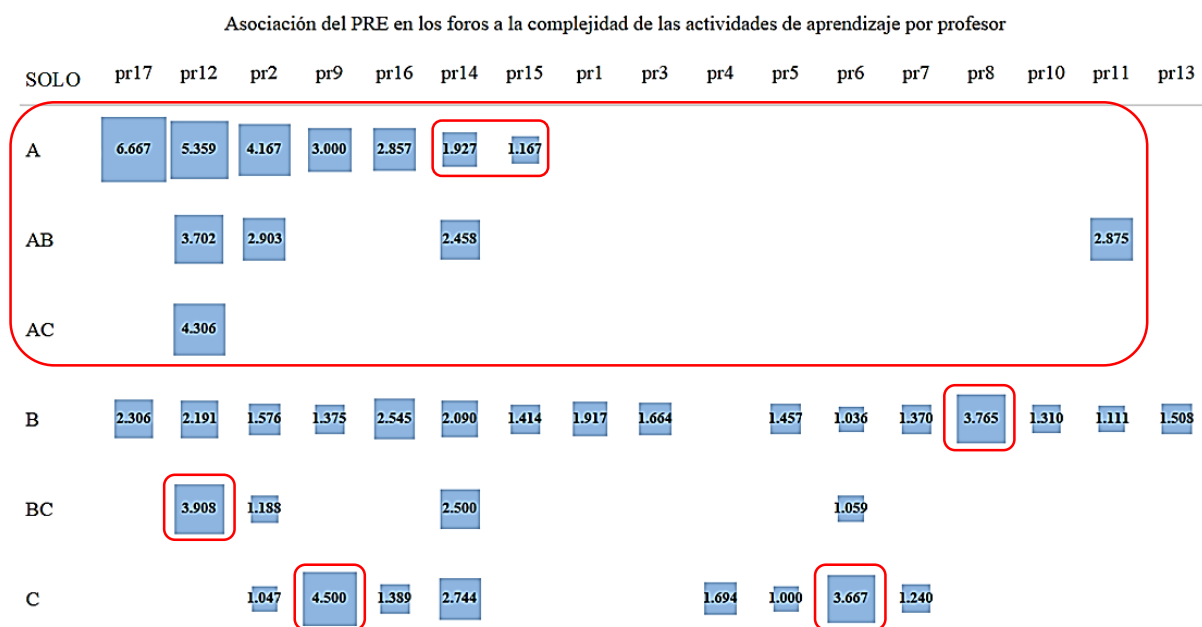 Asociación del PRE en los foros a la complejidad de las actividades de aprendizaje por profesor
SOLO pr17 pr12 pr2 pr9 pr16 pr14 pr15 pr1 pr3 pr4 pr5 pr6 pr7 pr8 pr10 pr11 pr13
A 6.667 5.359 4.167 3.000 2.857 1.927 1.167
AB 3.702 2.903 2.458 2.875
AC 4.306
B 2.306 2.191 1.576 1.375 2.545 2.090 1.414 1.917 1.664 1.457 1.036 1.370 3.765 1.310 1.111 1.508
BC 3.908 1.188 2.500 1.059
C 1.047 4.500 1.389 2.744 1.694 1.000 3.667 1.240